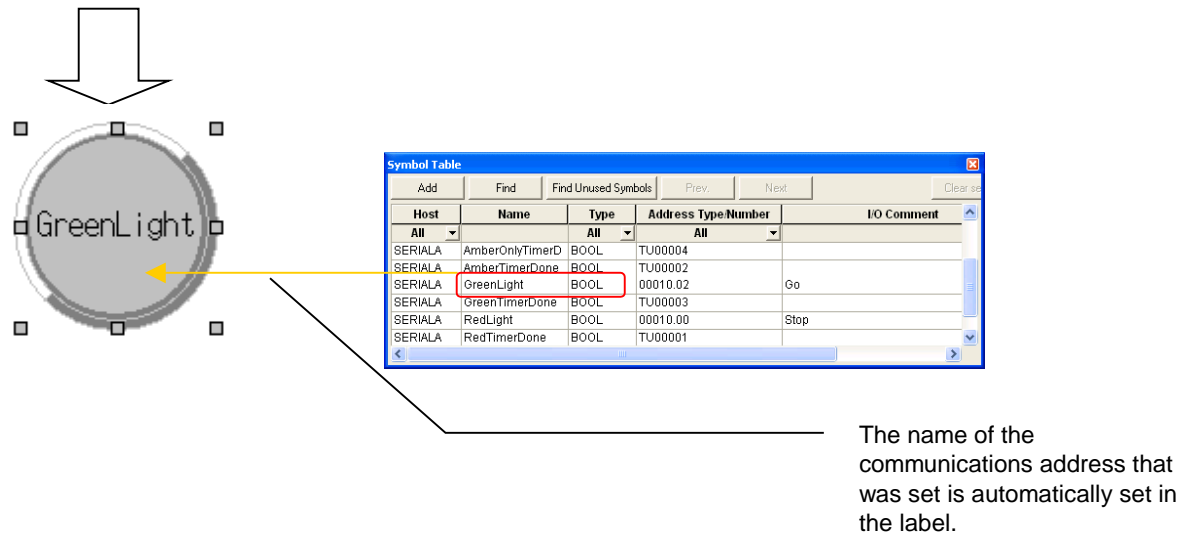 GreenLight
Symbol Table
Add Find Find Unused Symbols Prev. Next Clear se
Host Name Type Address Type/Number I/O Comment
All All All
SERIALA AmberOnlyTimerD BOOL TU00004
SERIALA AmberTimerDone BOOL TU00002
SERIALA GreenLight BOOL 00010.02 Go
SERIALA GreenTimerDone BOOL TU00003
SERIALA RedLight BOOL 00010.00 Stop
SERIALA RedTimerDone BOOL TU00001
The name of the
communications address that
was set is automatically set in
the label.